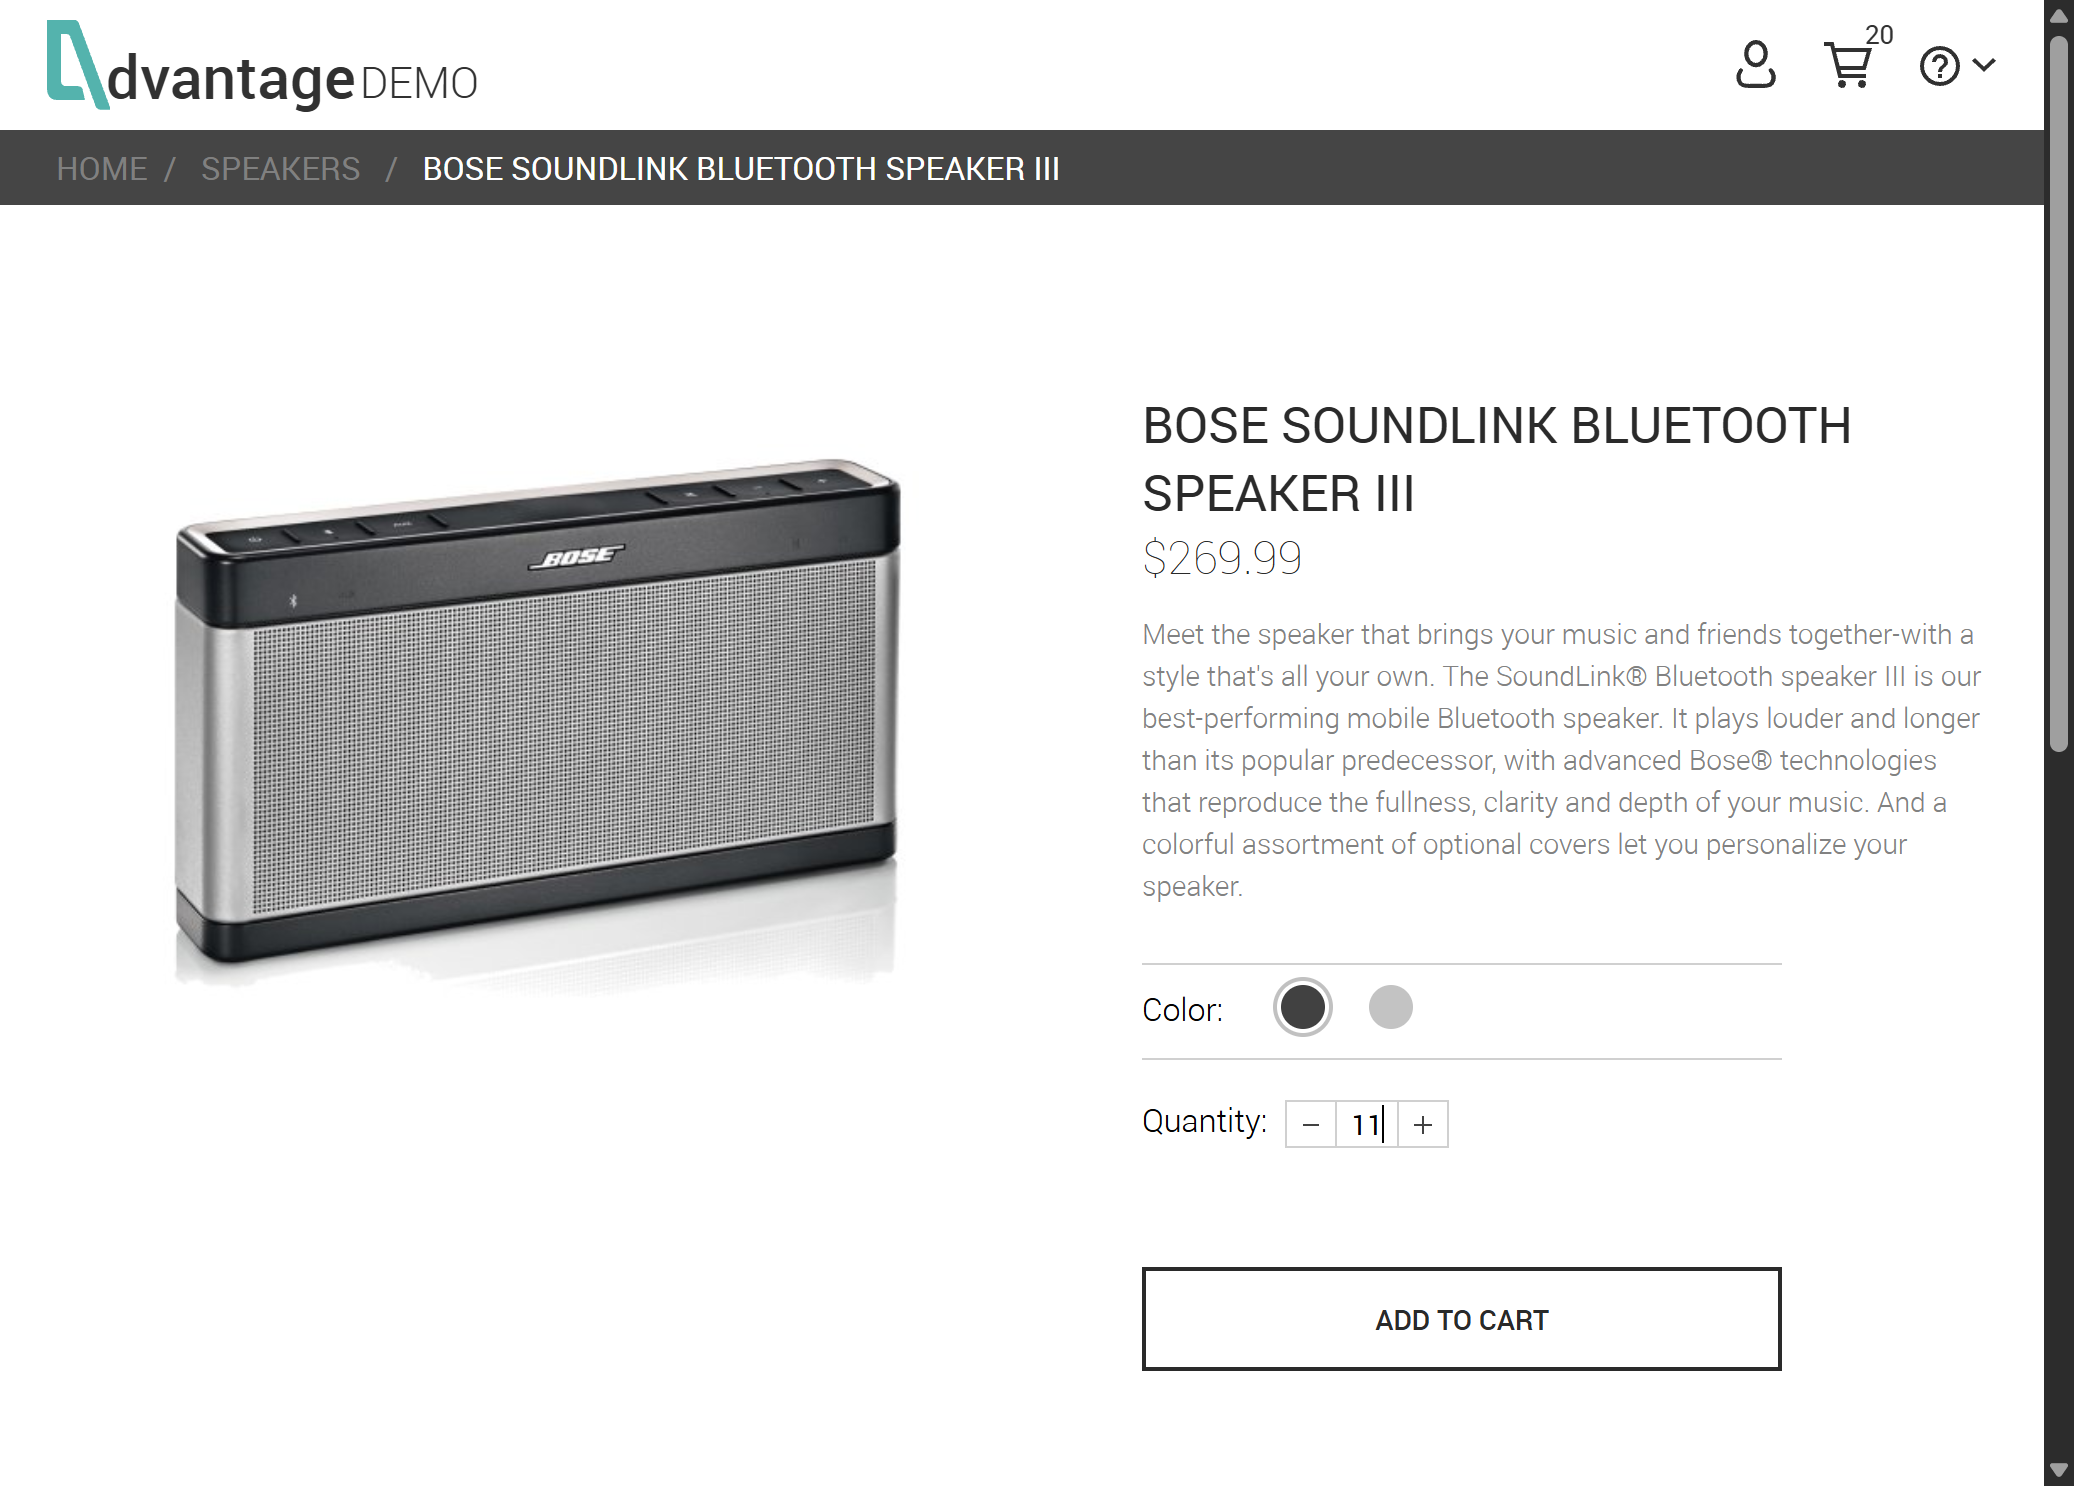 dvantage DEMO
20
HOME / SPEAKERS / BOSE SOUNDLINK BLUETOOTH SPEAKER III
BOSE
BOSE SOUNDLINK BLUETOOTH
SPEAKER III
$269.99
Meet the speaker that brings your music and friends together-with a
style that's all your own. The SoundLink® Bluetooth speaker III is our
best-performing mobile Bluetooth speaker. It plays louder and longer
than its popular predecessor, with advanced Bose® technologies
that reproduce the fullness, clarity and depth of your music. And a
colorful assortment of optional covers let you personalize your
speaker.
Color:
Quantity: − 11 +
ADD TO CART